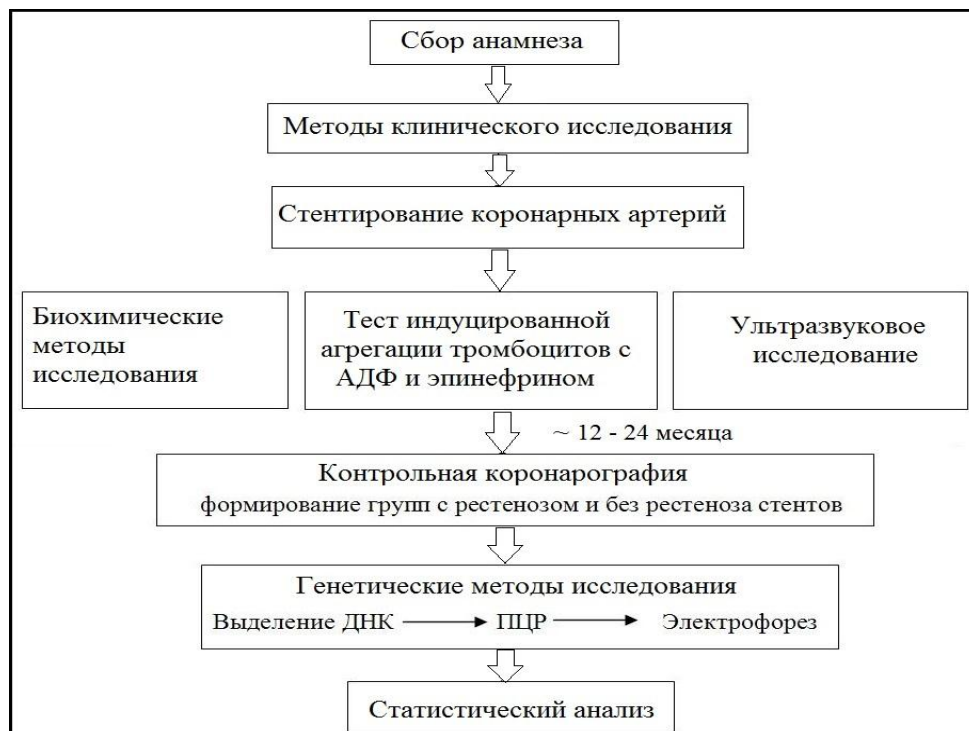 Сбор анамнеза
Методы клинического исследования
Стентирование коронарных артерий
Биохимические
методы
исследования
Тест индуцированной
агрегации тромбоцитов с
АДФ и эпинефрином
Ультразвуковое
исследование
~ 12 - 24 месяца
Контрольная коронарография
формирование групп с рестенозом и без рестеноза стентов
Генетические методы исследования
Выделение ДНК ПЦР Электрофорез
Статистический анализ